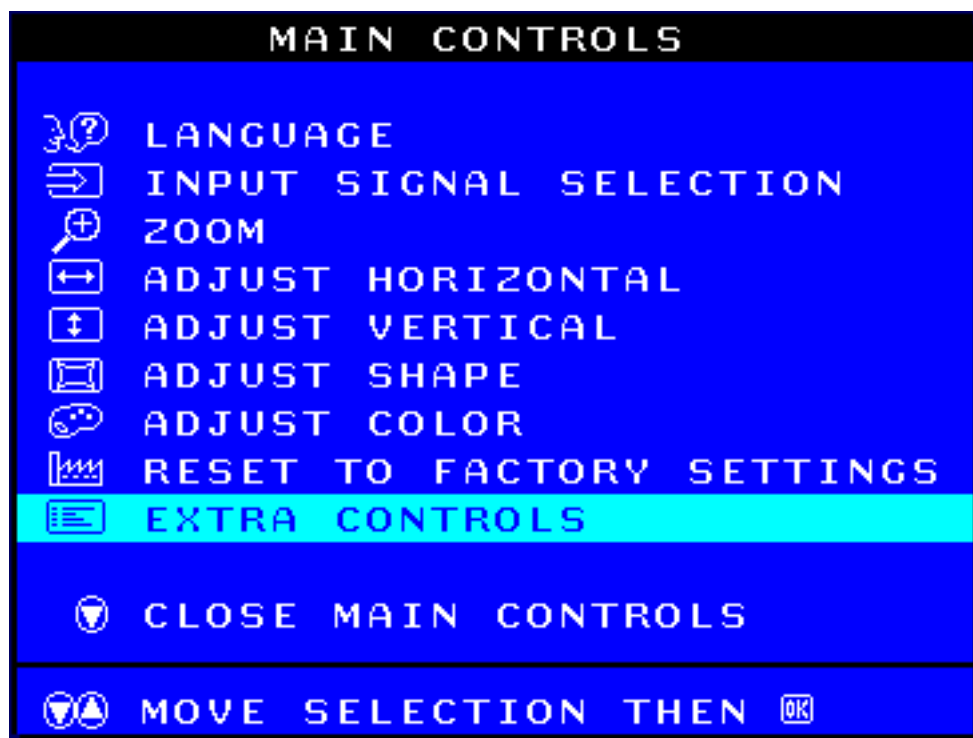 MAIN CONTROLS
LANGUAGE
INPUT SIGNAL SELECTION
ZOOM
ADJUST HORIZONTAL
ADJUST VERTICAL
ADJUST SHAPE
ADJUST COLOR
RESET TO FACTORY SETTINGS
EXTRA CONTROLS
CLOSE MAIN CONTROLS
MOVE SELECTION THEN OK